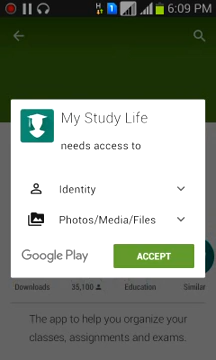 6:09 PM
My Study Life
needs access to
Identity
Photos/Media/Files
Google Play
ACCEPT
Downloads 35,100 Education Similar
The app to help you organize your
classes, assignments and exams.